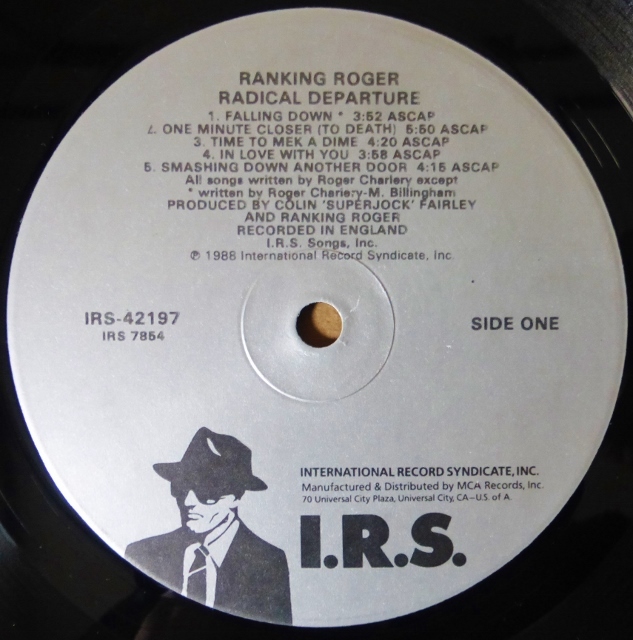 RANKING ROGER
RADICAL DEPARTURE
1. FALLING DOWN * 3:52 ASCAP
2. ONE MINUTE CLOSER (TO DEATH) 5:50 ASCAP
3. TIME TO MEK A DIME 4:20 ASCAP
4. IN LOVE WITH YOU 3:58 ASCAP
5. SMASHING DOWN ANOTHER DOOR 4:15 ASCAP
All songs written by Roger Charlery except
* written by Roger Charlery-M. Billingham
PRODUCED BY COLIN 'SUPERJOCK' FAIRLEY
AND RANKING ROGER
RECORDED IN ENGLAND
I.R.S. Songs, Inc.
℗ 1988 International Record Syndicate, Inc.
IRS-42197
IRS 7854
SIDE ONE
INTERNATIONAL RECORD SYNDICATE, INC.
Manufactured & Distributed by MCA Records, Inc.
70 Universal City Plaza, Universal City, CA–U.S. of A.
I.R.S.